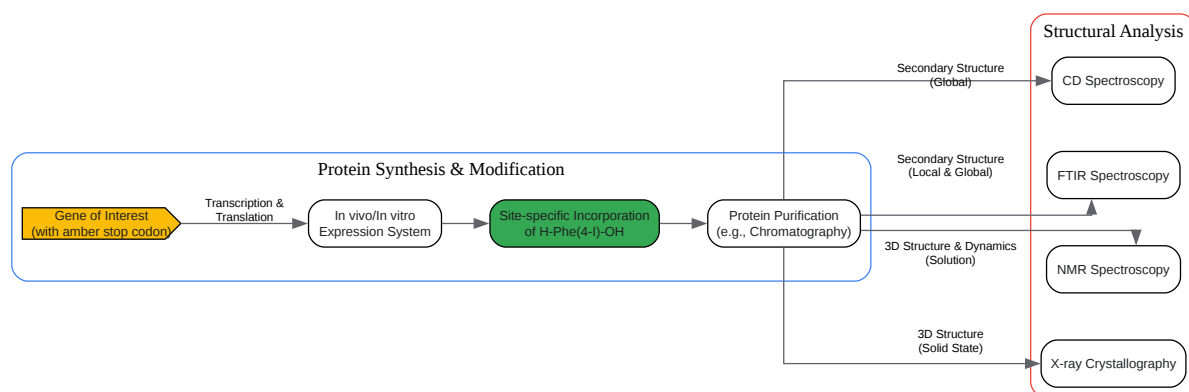 Structural Analysis
Secondary Structure
(Global)
CD Spectroscopy
Protein Synthesis & Modification
Secondary Structure
(Local & Global)
FTIR Spectroscopy
Gene of Interest
(with amber stop codon)
Transcription &
Translation
In vivo/In vitro
Expression System
Site-specific Incorporation
of H-Phe(4-I)-OH
Protein Purification
(e.g., Chromatography)
3D Structure & Dynamics
(Solution)
NMR Spectroscopy
3D Structure
(Solid State)
X-ray Crystallography